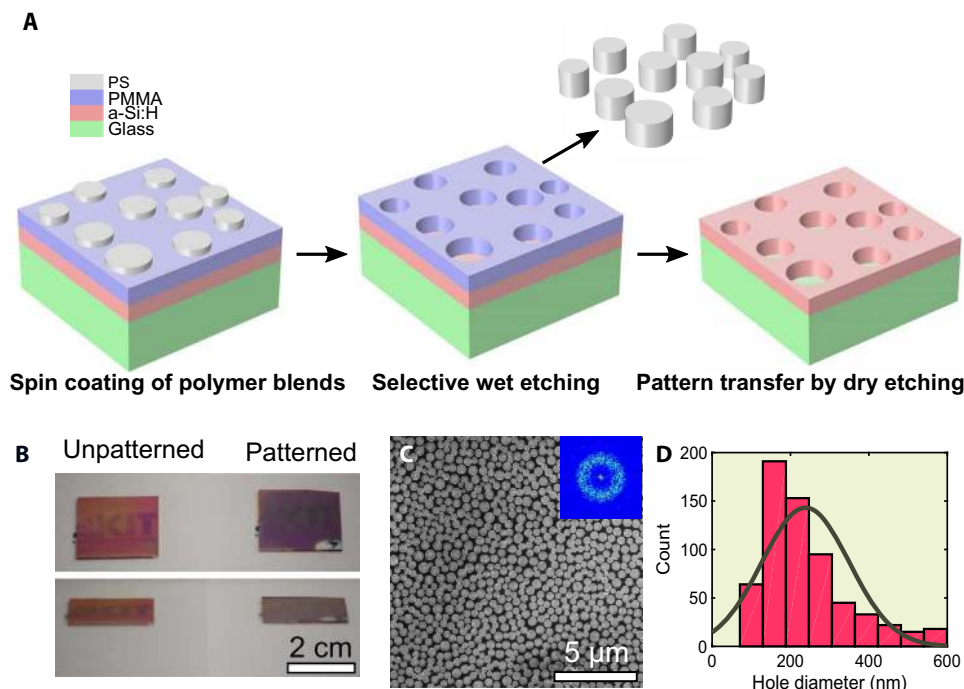 A
PS
PMMA
a-Si:H
Glass
Spin coating of polymer blends
Selective wet etching
Pattern transfer by dry etching
B
Unpatterned
Patterned
KIT
2 cm
C
5 µm
D
200
150
100
50
0
Count
0
200
400
600
Hole diameter (nm)